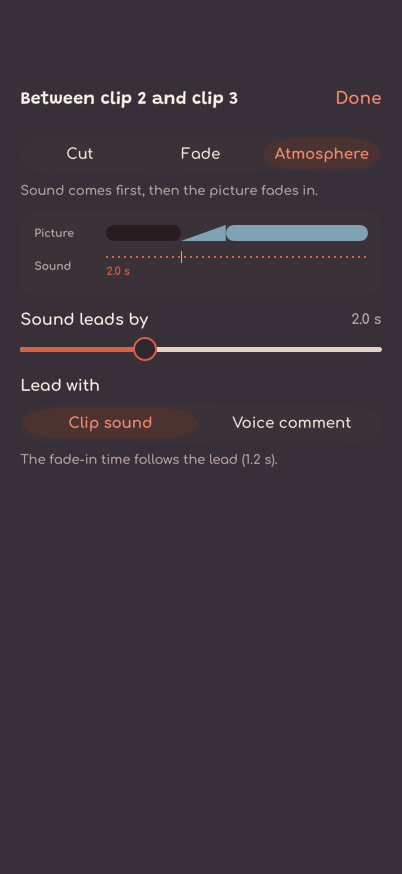 Between clip 2 and clip 3 Done
Cut Fade Atmosphere
Sound comes first, then the picture fades in.
Picture
Sound
2.0 s
Sound leads by 2.0 s
Lead with
Clip sound Voice comment
The fade-in time follows the lead (1.2 s).